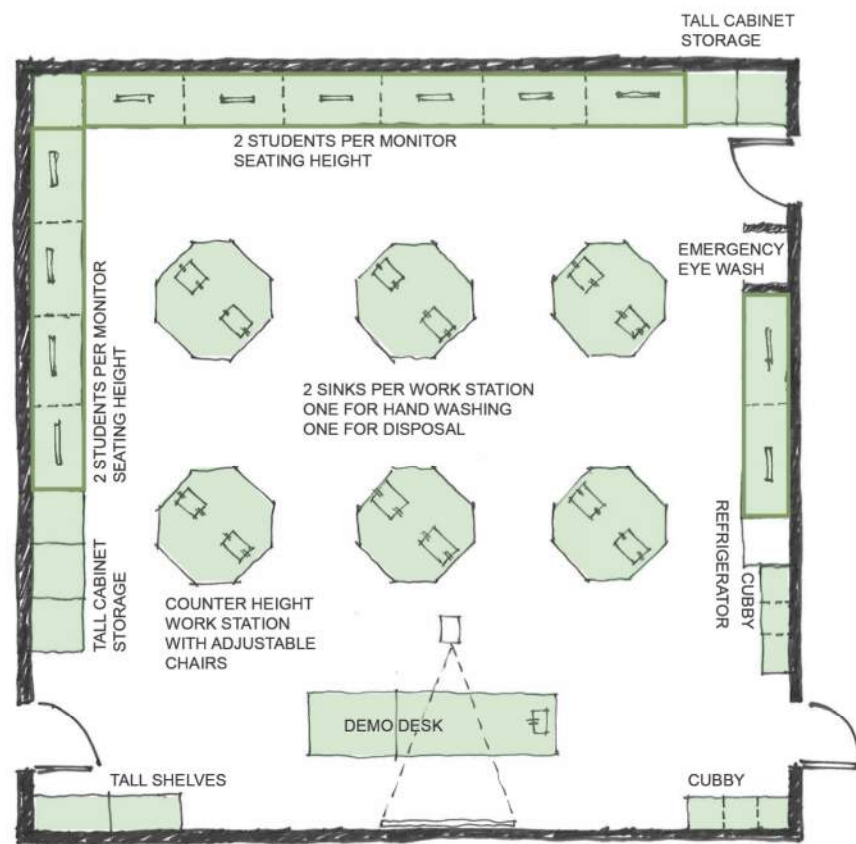 TALL CABINET
STORAGE
2 STUDENTS PER MONITOR
SEATING HEIGHT
EMERGENCY
EYE WASH
2 STUDENTS PER MONITOR
SEATING HEIGHT
2 SINKS PER WORK STATION
ONE FOR HAND WASHING
ONE FOR DISPOSAL
REFRIGERATOR
CUBBY
TALL CABINET
STORAGE
COUNTER HEIGHT
WORK STATION
WITH ADJUSTABLE
CHAIRS
DEMO DESK
TALL SHELVES
CUBBY